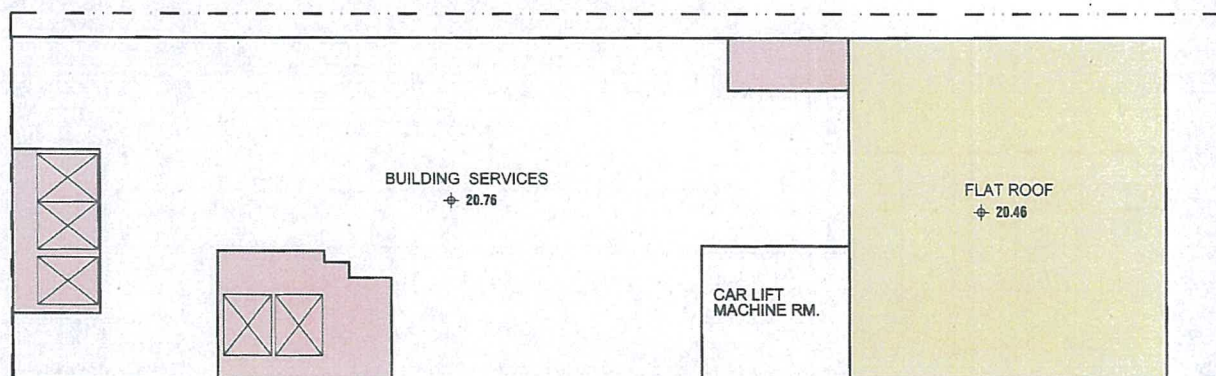 BUILDING SERVICES
20.76
FLAT ROOF
20.46
CAR LIFT
MACHINE RM.